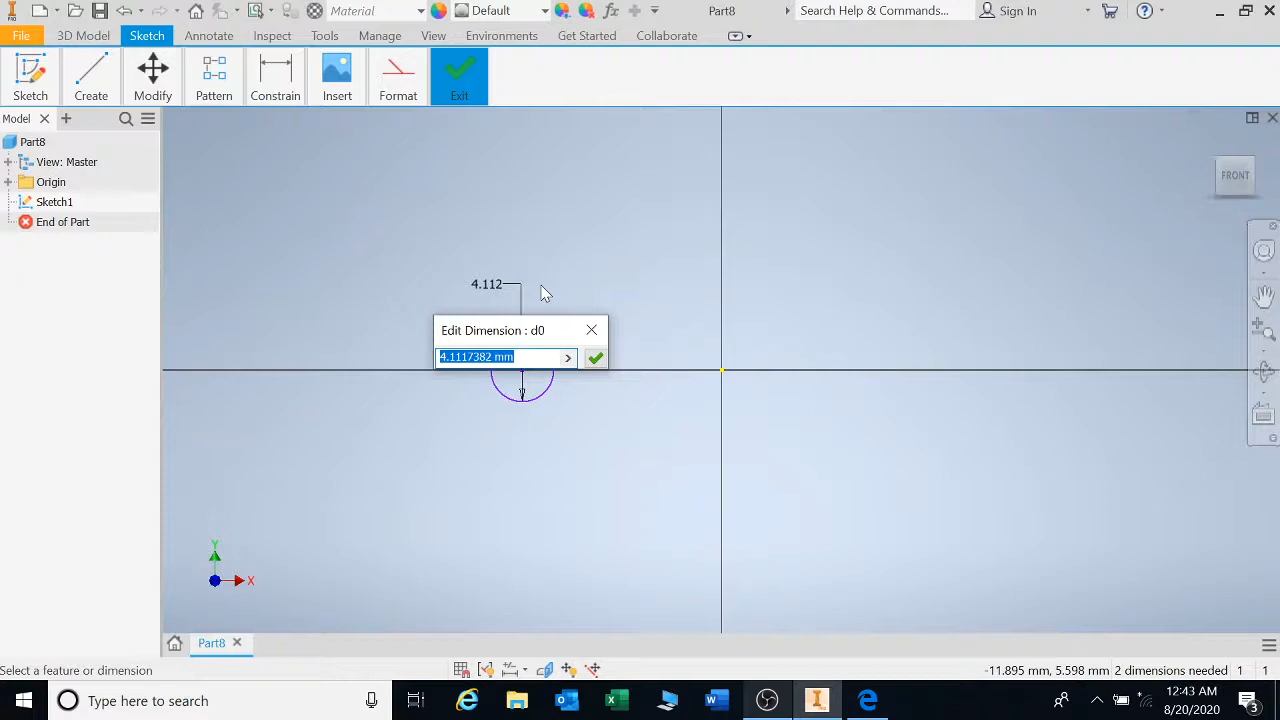 PRO
Material
Default
fx
Part8
Search Help & Commands...
Sign In
File
3D Model
Sketch
Annotate
Inspect
Tools
Manage
View
Environments
Get Started
Collaborate
Sketch
Create
Modify
Pattern
Constrain
Insert
Format
Exit
Model
Part8
View: Master
Origin
Sketch1
End of Part
FRONT
4.112
Edit Dimension : d0
4.1117382 mm
Y
X
Part8
Select a feature or dimension
-11.895 mm, 5.598 mm
2 dimensions needed
1
1
Type here to search
12:43 AM
8/20/2020
3